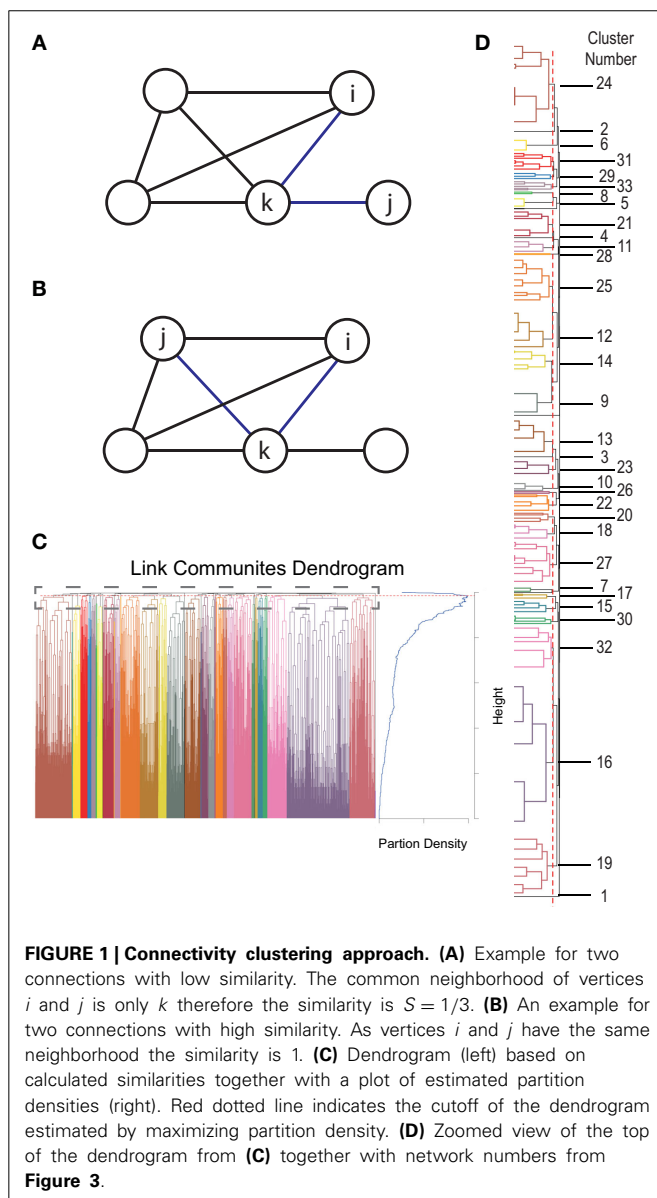 A
i
k
j
B
j
i
k
C
Link Communites Dendrogram
Height
Partion Density
D
Cluster
Number
24
2
6
31
29
33
8
5
21
4
11
28
25
12
14
9
13
3
23
10
26
22
20
18
27
7
17
15
30
32
16
19
1
FIGURE 1 | Connectivity clustering approach. (A) Example for two
connections with low similarity. The common neighborhood of vertices
i and j is only k therefore the similarity is S = 1/3. (B) An example for
two connections with high similarity. As vertices i and j have the same
neighborhood the similarity is 1. (C) Dendrogram (left) based on
calculated similarities together with a plot of estimated partition
densities (right). Red dotted line indicates the cutoff of the dendrogram
estimated by maximizing partition density. (D) Zoomed view of the top
of the dendrogram from (C) together with network numbers from
Figure 3.